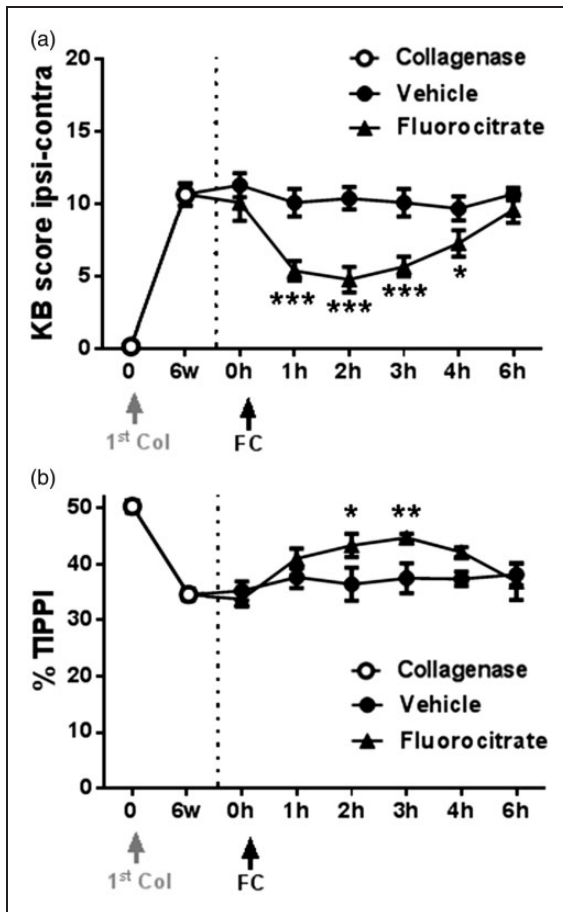 (a)
Collagenase
Vehicle
Fluorocitrate
KB score ipsi-contra
20
15
10
5
0
*** *** *** *
0 6w 0h 1h 2h 3h 4h 6h
1st Col FC
(b)
* **
% TIPPI
50
40
30
20
10
0
Collagenase
Vehicle
Fluorocitrate
0 6w 0h 1h 2h 3h 4h 6h
1st Col FC